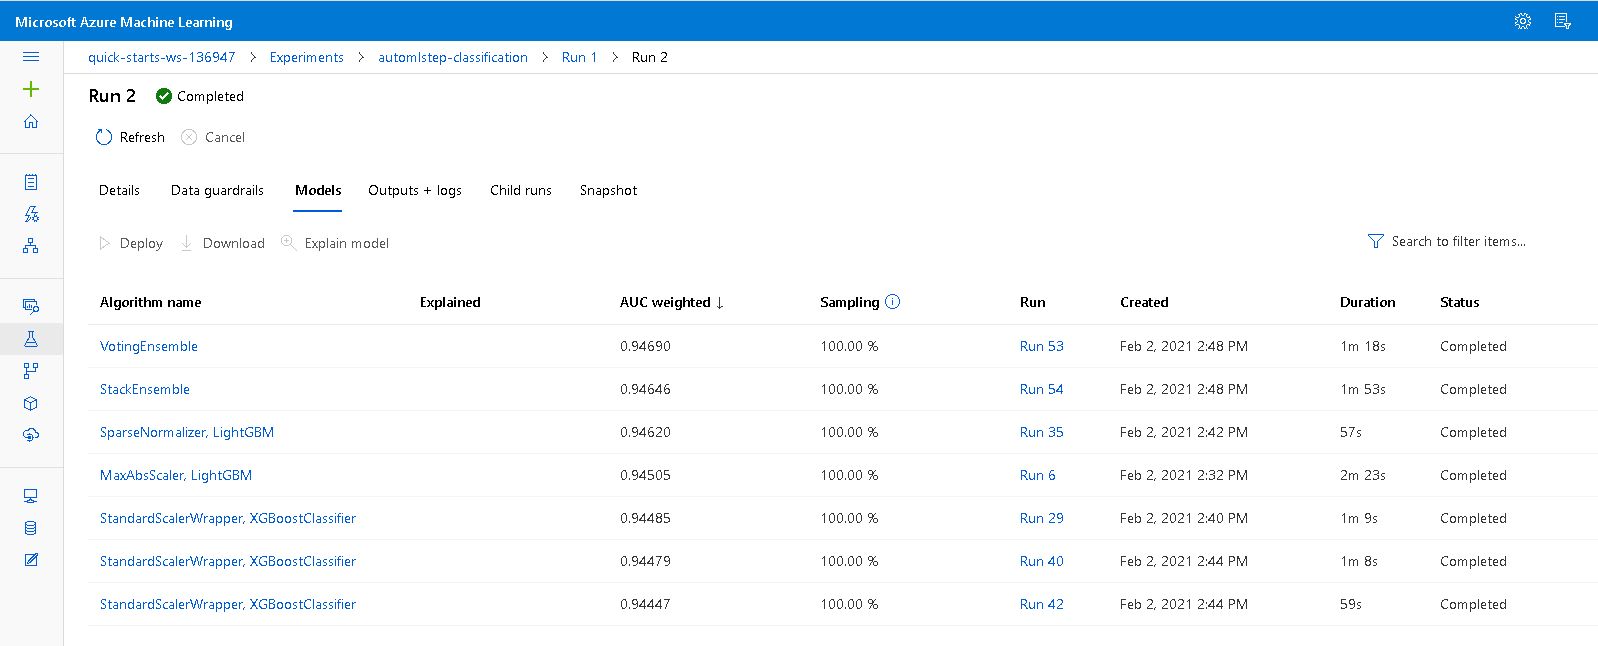 Microsoft Azure Machine Learning
quick-starts-ws-136947 > Experiments > automlstep-classification > Run 1 > Run 2
Run 2 Completed
Refresh Cancel
Details Data guardrails Models Outputs + logs Child runs Snapshot
Deploy Download Explain model Search to filter items...
Algorithm name Explained AUC weighted ↓ Sampling Run Created Duration Status
VotingEnsemble 0.94690 100.00 % Run 53 Feb 2, 2021 2:48 PM 1m 18s Completed
StackEnsemble 0.94646 100.00 % Run 54 Feb 2, 2021 2:48 PM 1m 53s Completed
SparseNormalizer, LightGBM 0.94620 100.00 % Run 35 Feb 2, 2021 2:42 PM 57s Completed
MaxAbsScaler, LightGBM 0.94505 100.00 % Run 6 Feb 2, 2021 2:32 PM 2m 23s Completed
StandardScalerWrapper, XGBoostClassifier 0.94485 100.00 % Run 29 Feb 2, 2021 2:40 PM 1m 9s Completed
StandardScalerWrapper, XGBoostClassifier 0.94479 100.00 % Run 40 Feb 2, 2021 2:44 PM 1m 8s Completed
StandardScalerWrapper, XGBoostClassifier 0.94447 100.00 % Run 42 Feb 2, 2021 2:44 PM 59s Completed